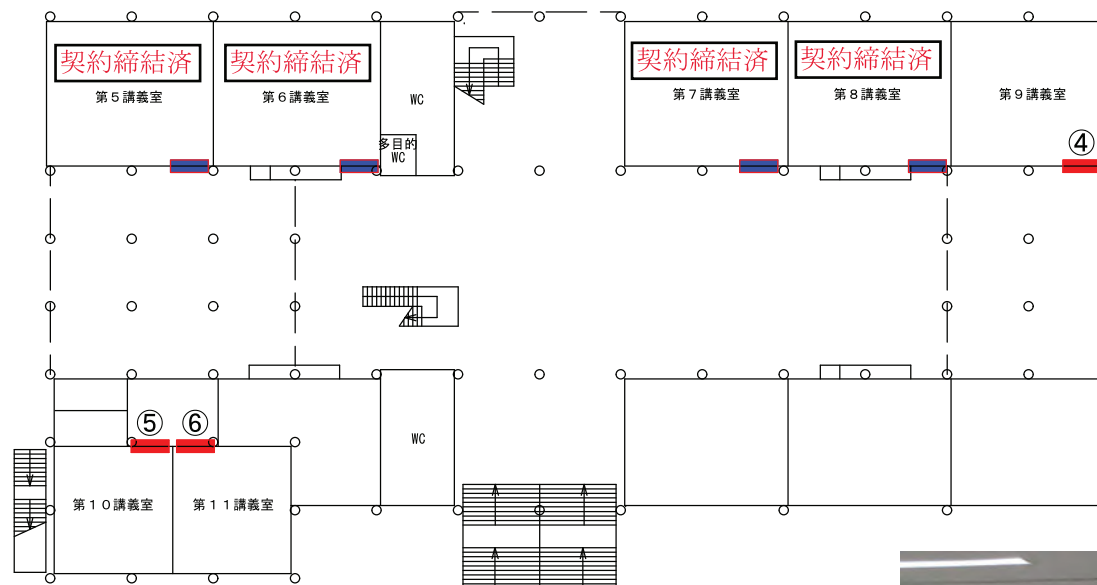 契約締結済
契約締結済
契約締結済
契約締結済
第５講義室
第６講義室
WC
第７講義室
第８講義室
第９講義室
多目的
WC
④
⑤
⑥
WC
第１０講義室
第１１講義室